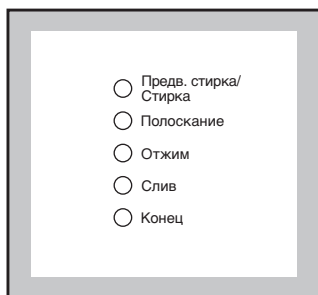 Предв. стирка/
Стирка
Полоскание
Отжим
Слив
Конец